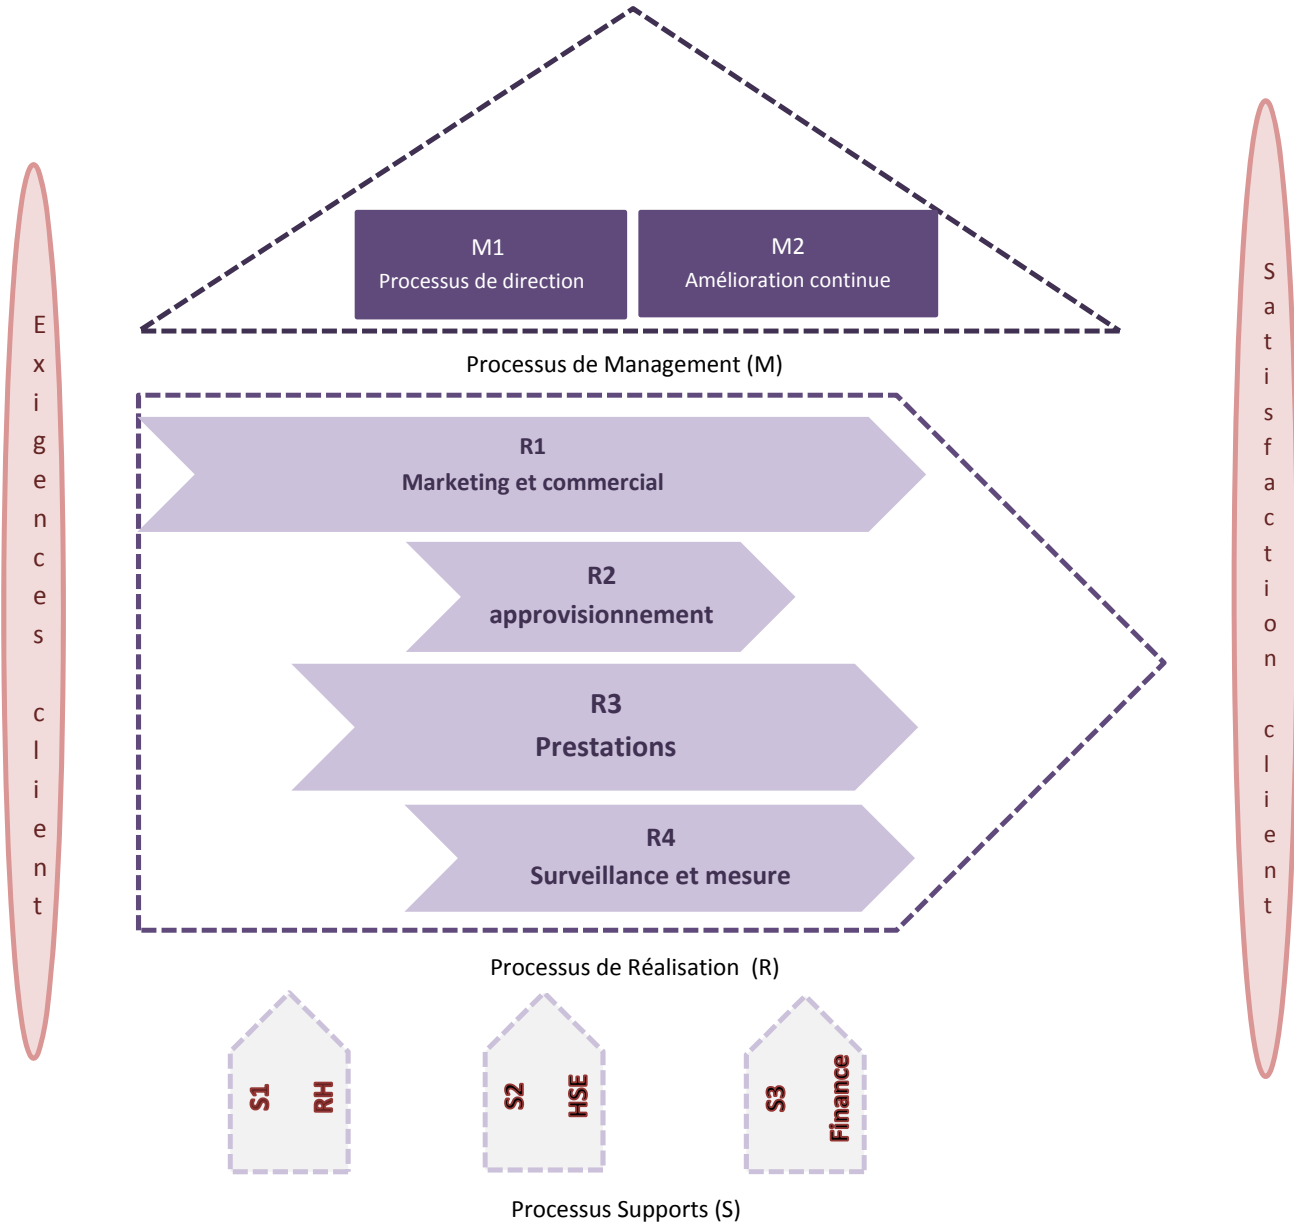 M1
Processus de direction
M2
Amélioration continue
Processus de Management (M)
Exigences client
R1
Marketing et commercial
R2
approvisionnement
R3
Prestations
R4
Surveillance et mesure
Satisfaction client
Processus de Réalisation  (R)
S1
RH
S2
HSE
S3
Finance
Processus Supports (S)